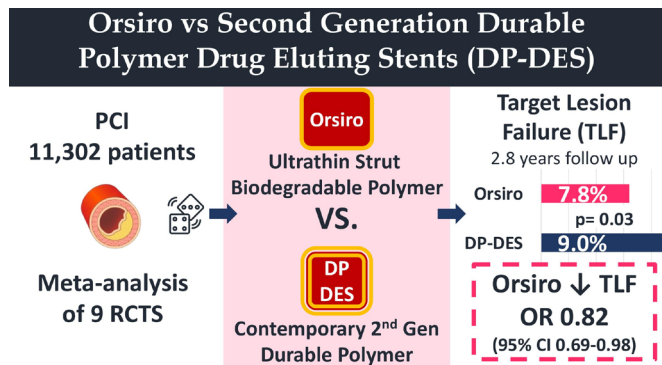 Orsiro vs Second Generation Durable
Polymer Drug Eluting Stents (DP-DES)
PCI
11,302 patients
Meta-analysis
of 9 RCTS
Orsiro
Ultrathin Strut
Biodegradable Polymer
VS.
DP
DES
Contemporary 2nd Gen
Durable Polymer
Target Lesion
Failure (TLF)
2.8 years follow up
Orsiro 7.8%
p= 0.03
DP-DES 9.0%
Orsiro ↓ TLF
OR 0.82
(95% CI 0.69-0.98)